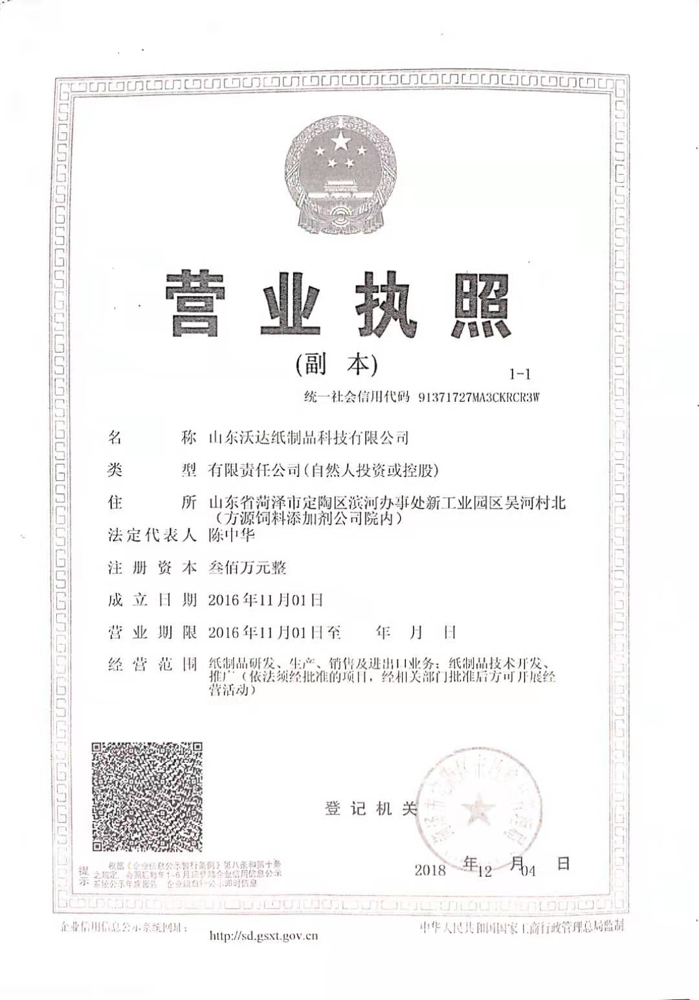 营业执照
(副 本)
1-1
统一社会信用代码 91371727MA3CKRCR3W
名 称 山东沃达纸制品科技有限公司
类 型 有限责任公司(自然人投资或控股)
住 所 山东省菏泽市定陶区滨河办事处新工业园区吴河村北
（方源饲料添加剂公司院内）
法定代表人 陈中华
注 册 资 本 叁佰万元整
成 立 日 期 2016年11月01日
营 业 期 限 2016年11月01日至 年 月 日
经 营 范 围 纸制品研发、生产、销售及进出口业务；纸制品技术开发、
推广（依法须经批准的项目，经相关部门批准后方可开展经
营活动）
登 记 机 关
2018 年 12 月 04 日
提示
根据《企业信息公示暂行条例》第八条和第十条
之规定，办照后每年1-6月须登陆企业信用信息公示
系统公示年度报告 企业须自行公示即时信息
企业信用信息公示系统网址：
http://sd.gsxt.gov.cn
中华人民共和国国家工商行政管理总局监制